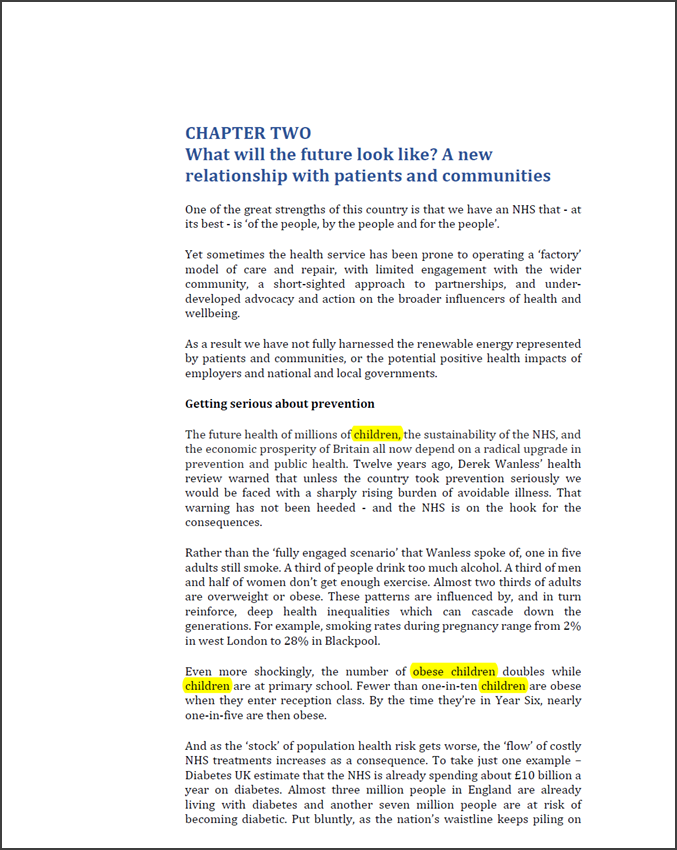 CHAPTER TWO
What will the future look like? A new
relationship with patients and communities
One of the great strengths of this country is that we have an NHS that - at
its best - is ‘of the people, by the people and for the people’.
Yet sometimes the health service has been prone to operating a ‘factory’
model of care and repair, with limited engagement with the wider
community, a short-sighted approach to partnerships, and under-
developed advocacy and action on the broader influencers of health and
wellbeing.
As a result we have not fully harnessed the renewable energy represented
by patients and communities, or the potential positive health impacts of
employers and national and local governments.
Getting serious about prevention
The future health of millions of children, the sustainability of the NHS, and
the economic prosperity of Britain all now depend on a radical upgrade in
prevention and public health. Twelve years ago, Derek Wanless’ health
review warned that unless the country took prevention seriously we
would be faced with a sharply rising burden of avoidable illness. That
warning has not been heeded - and the NHS is on the hook for the
consequences.
Rather than the ‘fully engaged scenario’ that Wanless spoke of, one in five
adults still smoke. A third of people drink too much alcohol. A third of men
and half of women don’t get enough exercise. Almost two thirds of adults
are overweight or obese. These patterns are influenced by, and in turn
reinforce, deep health inequalities which can cascade down the
generations. For example, smoking rates during pregnancy range from 2%
in west London to 28% in Blackpool.
Even more shockingly, the number of obese children doubles while
children are at primary school. Fewer than one-in-ten children are obese
when they enter reception class. By the time they’re in Year Six, nearly
one-in-five are then obese.
And as the ‘stock’ of population health risk gets worse, the ‘flow’ of costly
NHS treatments increases as a consequence. To take just one example –
Diabetes UK estimate that the NHS is already spending about £10 billion a
year on diabetes. Almost three million people in England are already
living with diabetes and another seven million people are at risk of
becoming diabetic. Put bluntly, as the nation’s waistline keeps piling on